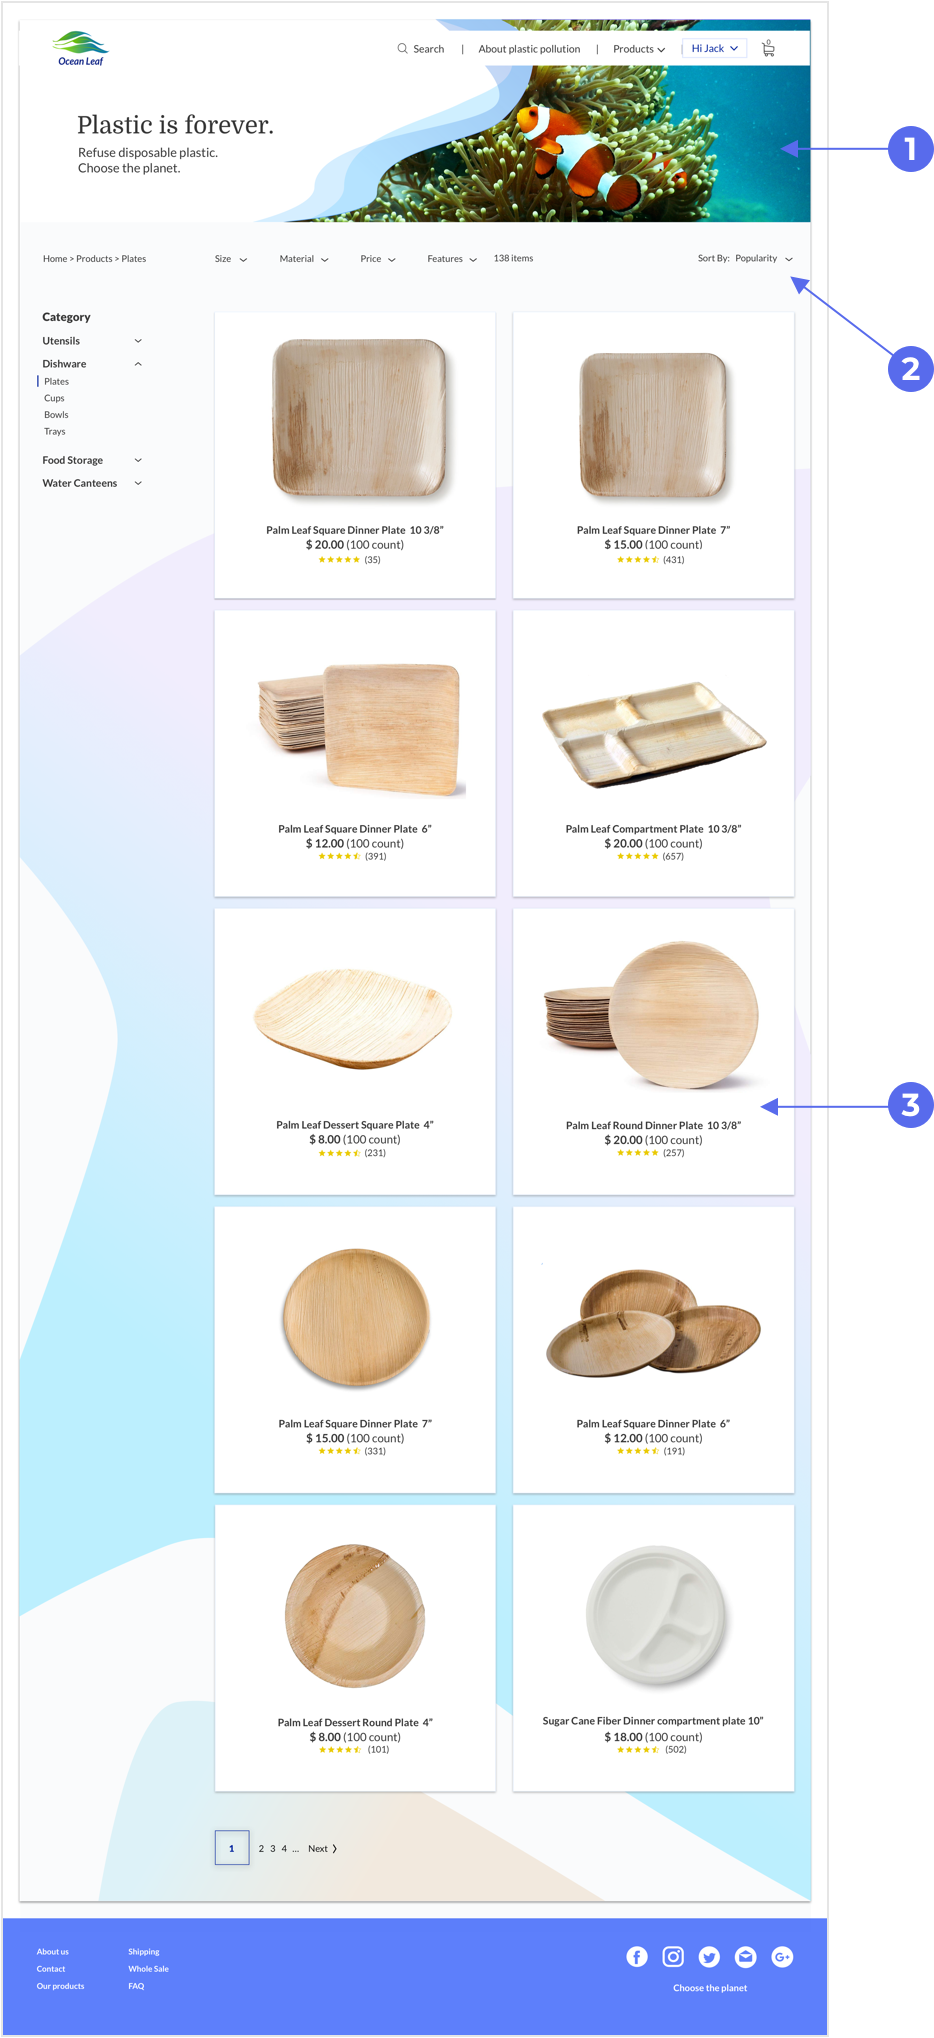 Ocean Leaf
Search | About plastic pollution | Products | Hi Jack 0
Plastic is forever.
Refuse disposable plastic.
Choose the planet.
1
Home > Products > Plates
Size Material Price Features 138 items
Sort By: Popularity
2
Category
Utensils
Dishware
Plates
Cups
Bowls
Trays
Food Storage
Water Canteens
Palm Leaf Square Dinner Plate 10 3/8”
$ 20.00 (100 count)
(35)
Palm Leaf Square Dinner Plate 7”
$ 15.00 (100 count)
(431)
Palm Leaf Square Dinner Plate 6”
$ 12.00 (100 count)
(391)
Palm Leaf Compartment Plate 10 3/8”
$ 20.00 (100 count)
(657)
Palm Leaf Dessert Square Plate 4”
$ 8.00 (100 count)
(231)
Palm Leaf Round Dinner Plate 10 3/8”
$ 20.00 (100 count)
(257)
3
Palm Leaf Square Dinner Plate 7”
$ 15.00 (100 count)
(331)
Palm Leaf Square Dinner Plate 6”
$ 12.00 (100 count)
(191)
Palm Leaf Dessert Round Plate 4”
$ 8.00 (100 count)
(101)
Sugar Cane Fiber Dinner compartment plate 10”
$ 18.00 (100 count)
(502)
1 2 3 4 ... Next
About us
Contact
Our products
Shipping
Whole Sale
FAQ
G+
Choose the planet